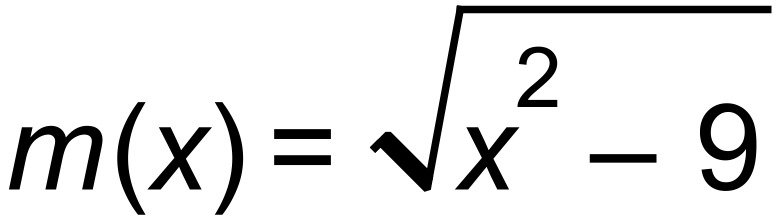 m(x) = √(x² – 9)